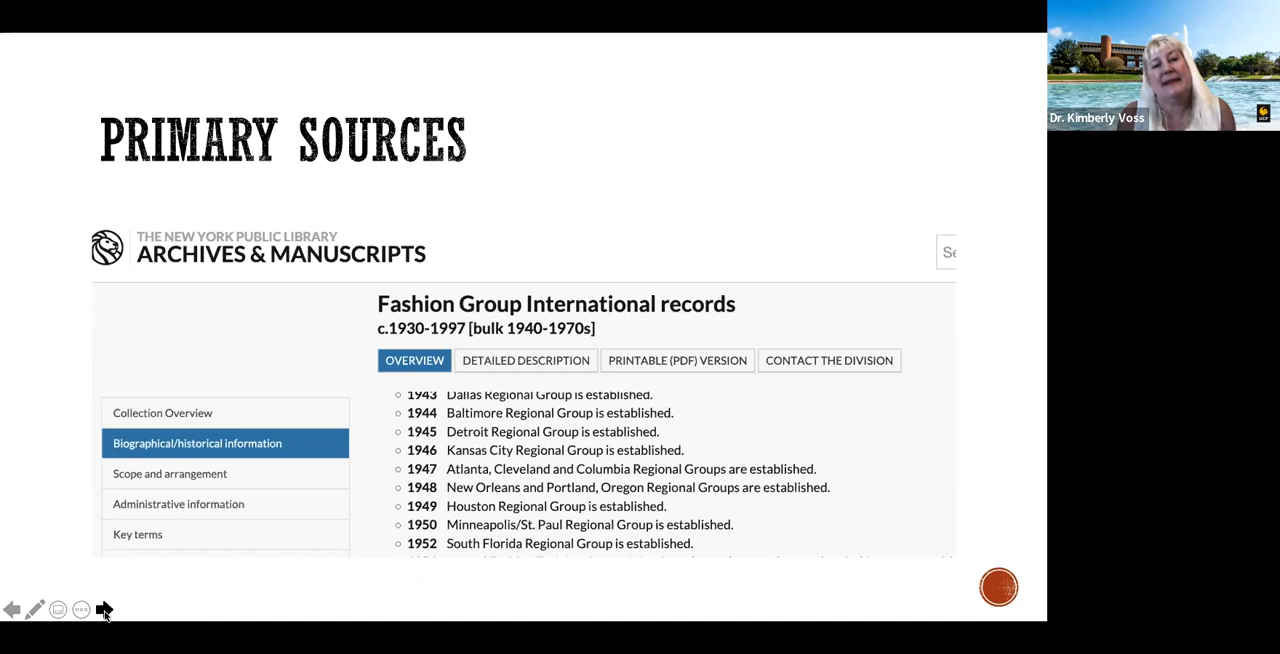 PRIMARY SOURCES
THE NEW YORK PUBLIC LIBRARY
ARCHIVES & MANUSCRIPTS
Se
Fashion Group International records
c.1930-1997 [bulk 1940-1970s]
OVERVIEW DETAILED DESCRIPTION PRINTABLE (PDF) VERSION CONTACT THE DIVISION
1943 Dallas Regional Group is established.
1944 Baltimore Regional Group is established.
1945 Detroit Regional Group is established.
1946 Kansas City Regional Group is established.
1947 Atlanta, Cleveland and Columbia Regional Groups are established.
1948 New Orleans and Portland, Oregon Regional Groups are established.
1949 Houston Regional Group is established.
1950 Minneapolis/St. Paul Regional Group is established.
1952 South Florida Regional Group is established.
Collection Overview
Biographical/historical information
Scope and arrangement
Administrative information
Key terms
Dr. Kimberly Voss
UCF